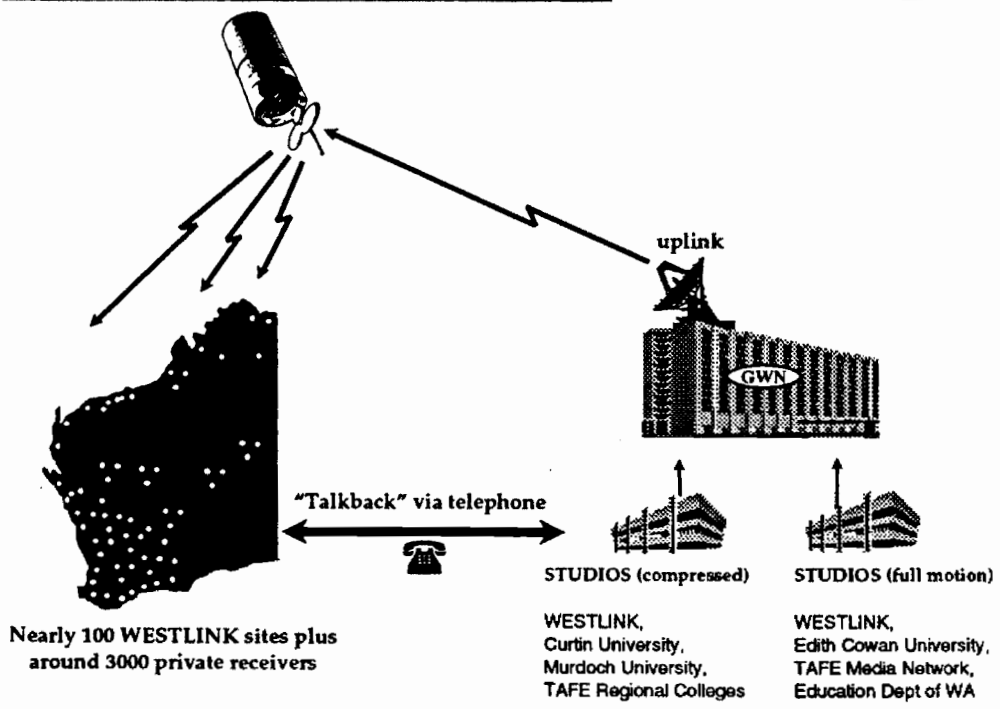 uplink
GWN
"Talkback" via telephone
STUDIOS (compressed)
WESTLINK,
Curtin University,
Murdoch University,
TAFE Regional Colleges
STUDIOS (full motion)
WESTLINK,
Edith Cowan University,
TAFE Media Network,
Education Dept of WA
Nearly 100 WESTLINK sites plus
around 3000 private receivers